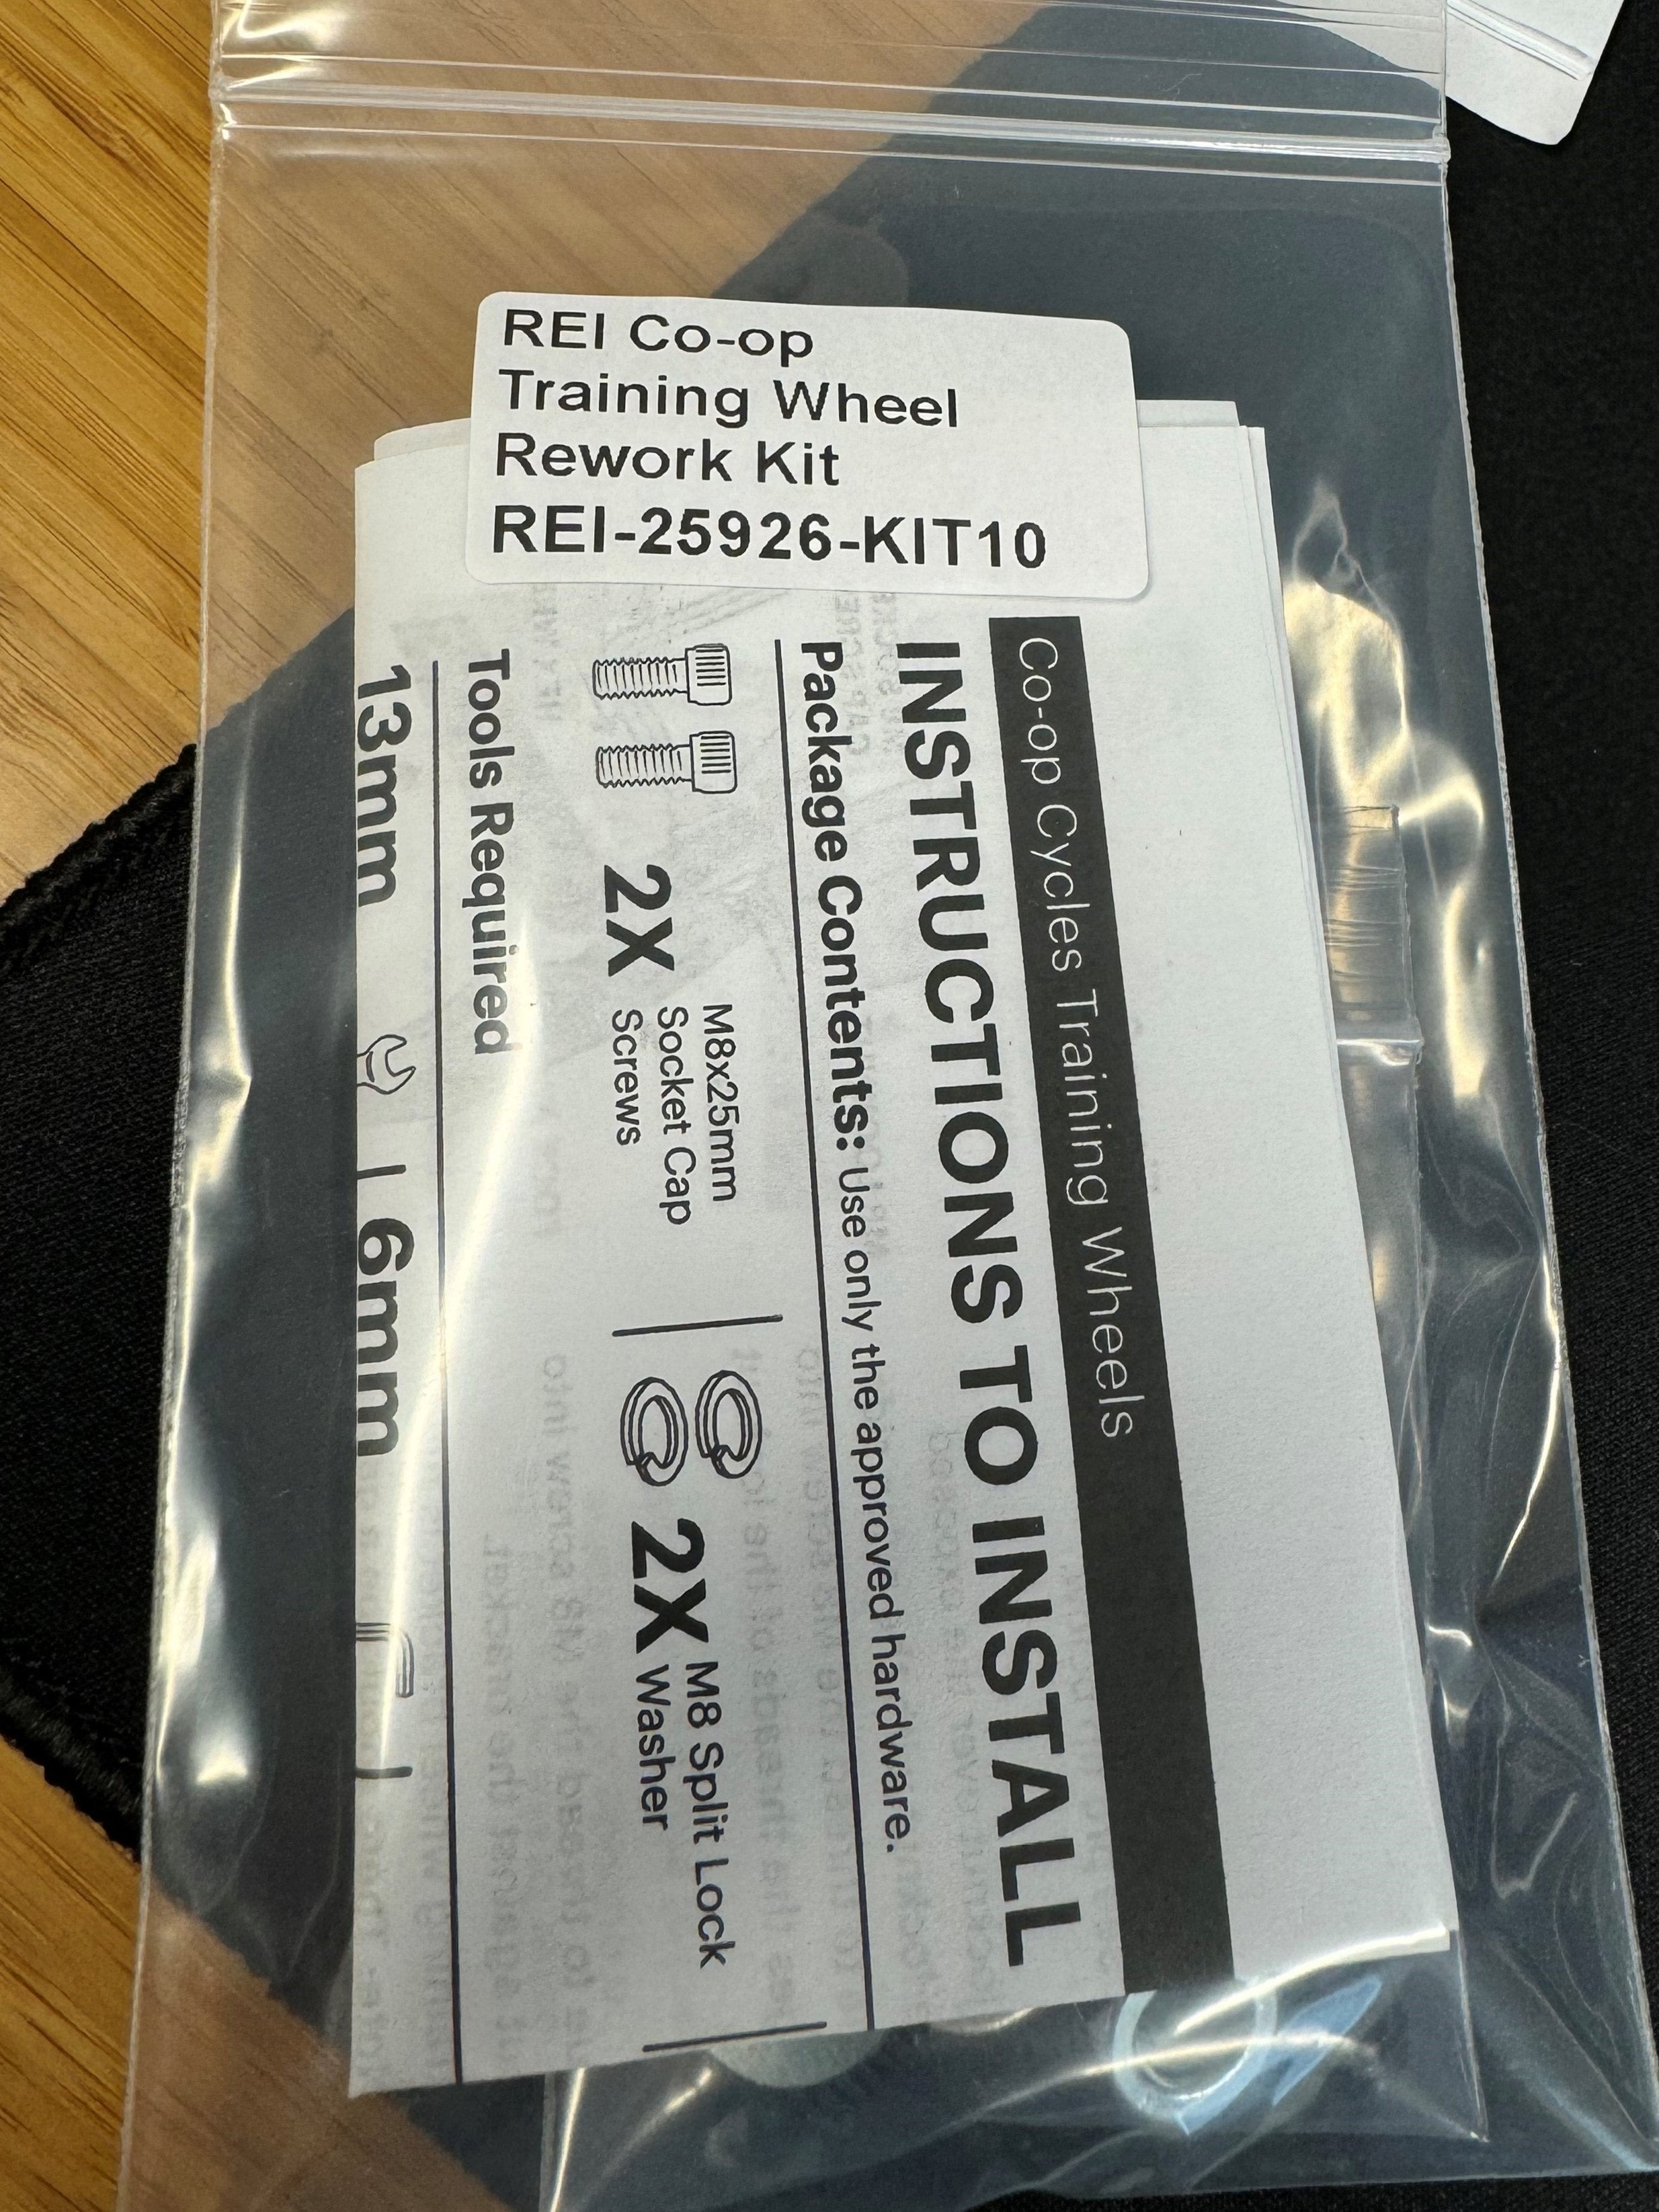 REI Co-op
Training Wheel
Rework Kit
REI-25926-KIT10
Co-op Cycles Training Wheels
INSTRUCTIONS TO INSTALL
Package Contents: Use only the approved hardware.
2X
M8x25mm
Socket Cap
Screws
2X
M8 Split Lock
Washer
Tools Required
13mm | 6mm |